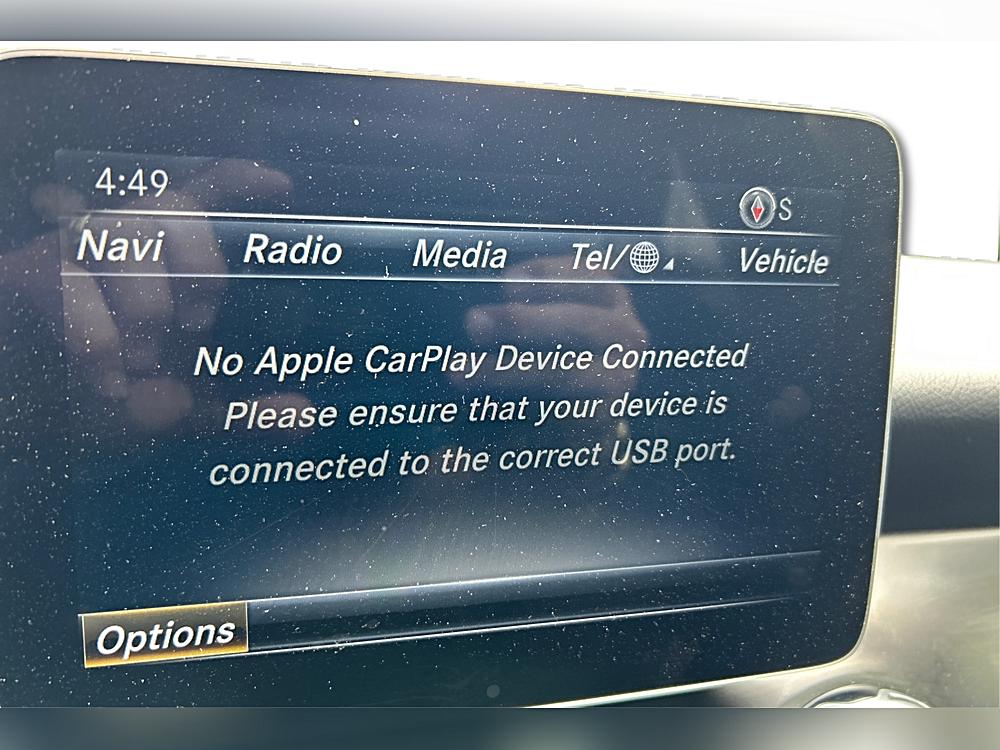 4:49
S
Navi Radio Media Tel/ Vehicle
No Apple CarPlay Device Connected
Please ensure that your device is
connected to the correct USB port.
Options